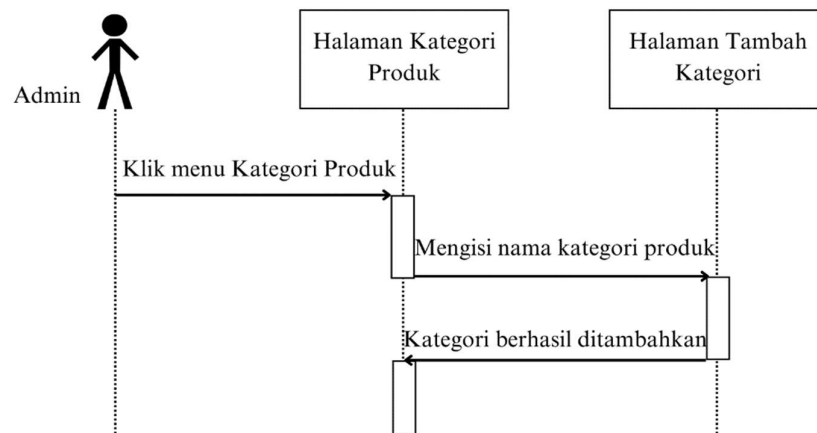 Halaman Kategori
Produk
Halaman Tambah
Kategori
Admin
Klik menu Kategori Produk
Mengisi nama kategori produk
Kategori berhasil ditambahkan